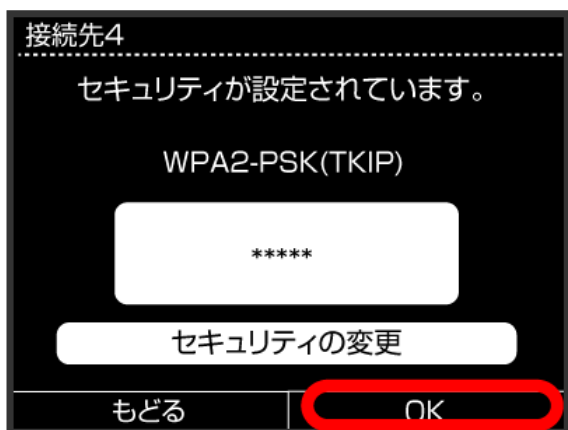 接続先4
セキュリティが設定されています。
WPA2-PSK(TKIP)
*****
セキュリティの変更
もどる OK